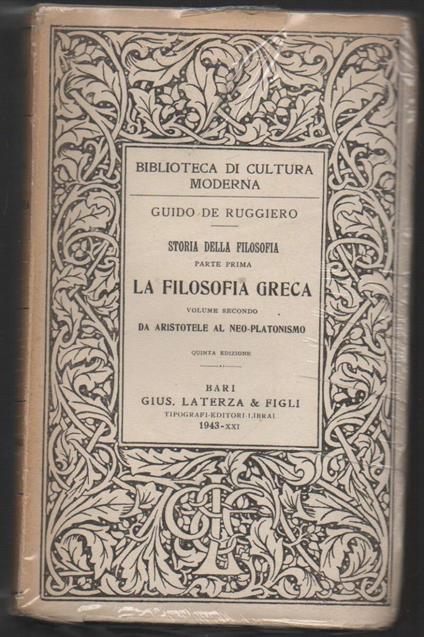 BIBLIOTECA DI CULTURA
MODERNA
GUIDO DE RUGGIERO
STORIA DELLA FILOSOFIA
PARTE PRIMA
LA FILOSOFIA GRECA
VOLUME SECONDO
DA ARISTOTELE AL NEO-PLATONISMO
QUINTA EDIZIONE
BARI
GIUS. LATERZA & FIGLI
TIPOGRAFI-EDITORI-LIBRAI
1943-XXI